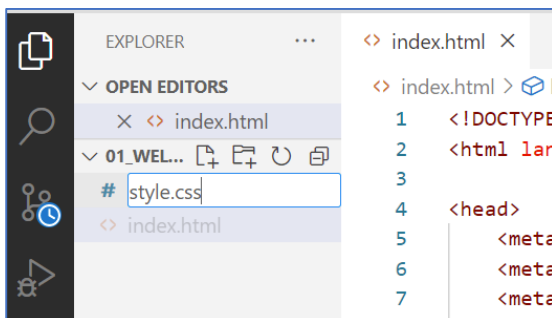 EXPLORER ...
OPEN EDITORS
index.html
01_WEL...
style.css
index.html
index.html
index.html >
1 <!DOCTYPE
2 <html lan
3
4 <head>
5 <meta
6 <meta
7 <meta